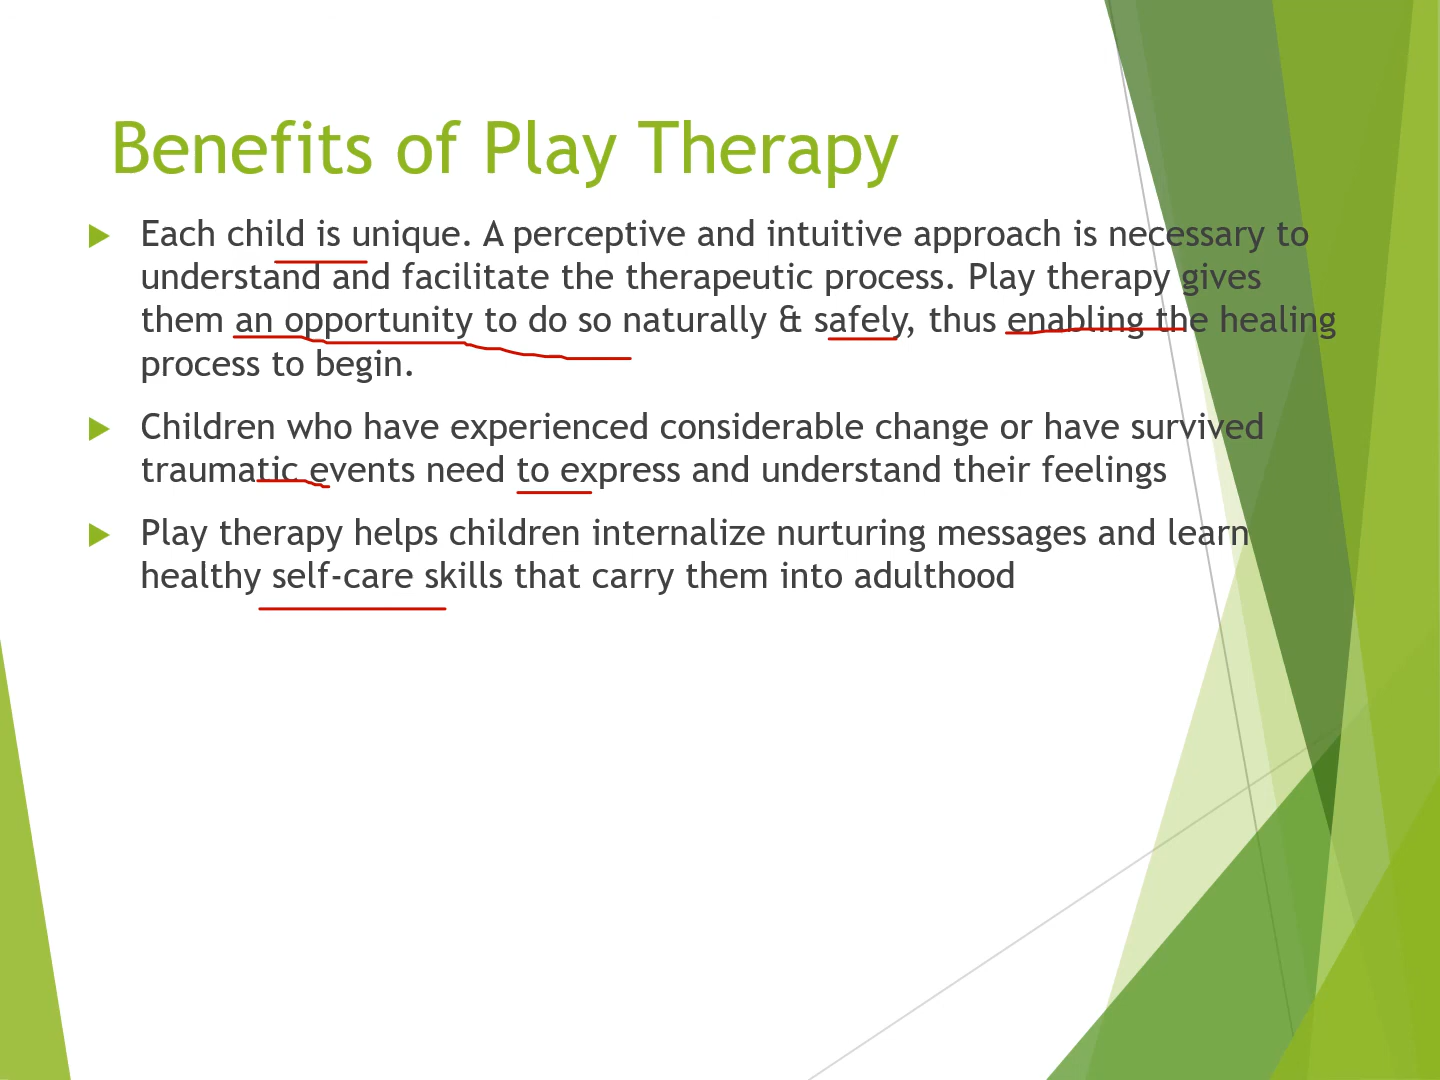 Benefits of Play Therapy
Each child is unique. A perceptive and intuitive approach is necessary to
understand and facilitate the therapeutic process. Play therapy gives
them an opportunity to do so naturally & safely, thus enabling the healing
process to begin.
Children who have experienced considerable change or have survived
traumatic events need to express and understand their feelings
Play therapy helps children internalize nurturing messages and learn
healthy self-care skills that carry them into adulthood